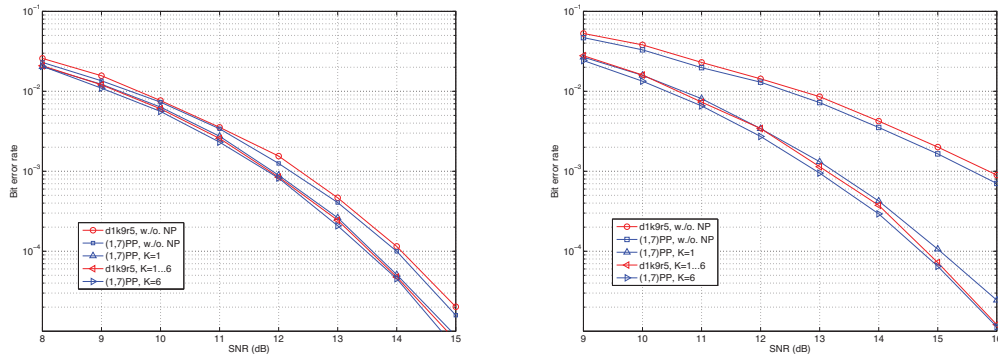 10⁻¹
10⁻²
10⁻³
10⁻⁴
Bit error rate
8 9 10 11 12 13 14 15
SNR (dB)
d1k9r5, w./o. NP
(1,7)PP, w./o. NP
(1,7)PP, K=1
d1k9r5, K=1...6
(1,7)PP, K=6
10⁻¹
10⁻²
10⁻³
10⁻⁴
Bit error rate
9 10 11 12 13 14 15 16
SNR (dB)
d1k9r5, w./o. NP
(1,7)PP, w./o. NP
(1,7)PP, K=1
d1k9r5, K=1...6
(1,7)PP, K=6